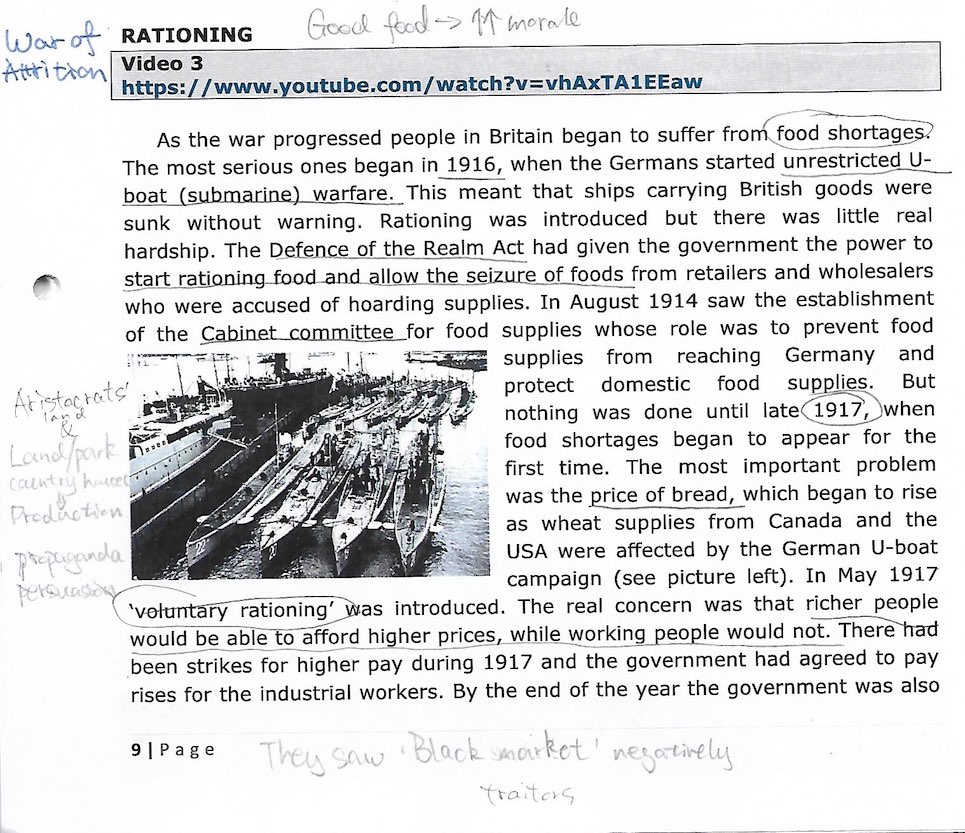 Good food → ↑↑ morale
War of
Attrition
RATIONING
Video 3
https://www.youtube.com/watch?v=vhAxTA1EEaw
As the war progressed people in Britain began to suffer from food shortages.
The most serious ones began in 1916, when the Germans started unrestricted U-
boat (submarine) warfare. This meant that ships carrying British goods were
sunk without warning. Rationing was introduced but there was little real
hardship. The Defence of the Realm Act had given the government the power to
start rationing food and allow the seizure of foods from retailers and wholesalers
who were accused of hoarding supplies. In August 1914 saw the establishment
of the Cabinet committee for food supplies whose role was to prevent food
supplies from reaching Germany and
protect domestic food supplies. But
nothing was done until late 1917, when
food shortages began to appear for the
first time. The most important problem
was the price of bread, which began to rise
as wheat supplies from Canada and the
USA were affected by the German U-boat
campaign (see picture left). In May 1917
'voluntary rationing' was introduced. The real concern was that richer people
would be able to afford higher prices, while working people would not. There had
been strikes for higher pay during 1917 and the government had agreed to pay
rises for the industrial workers. By the end of the year the government was also
Aristocrats'
land
&
Land/park
country houses
↓
Production
propaganda
persuasion
22
9 | Page
They saw 'Black market' negatively
traitors